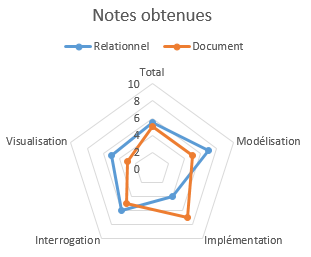 Notes obtenues
Relationnel Document
Total
10
8
6
4
2
0
Visualisation Modélisation
Interrogation Implémentation